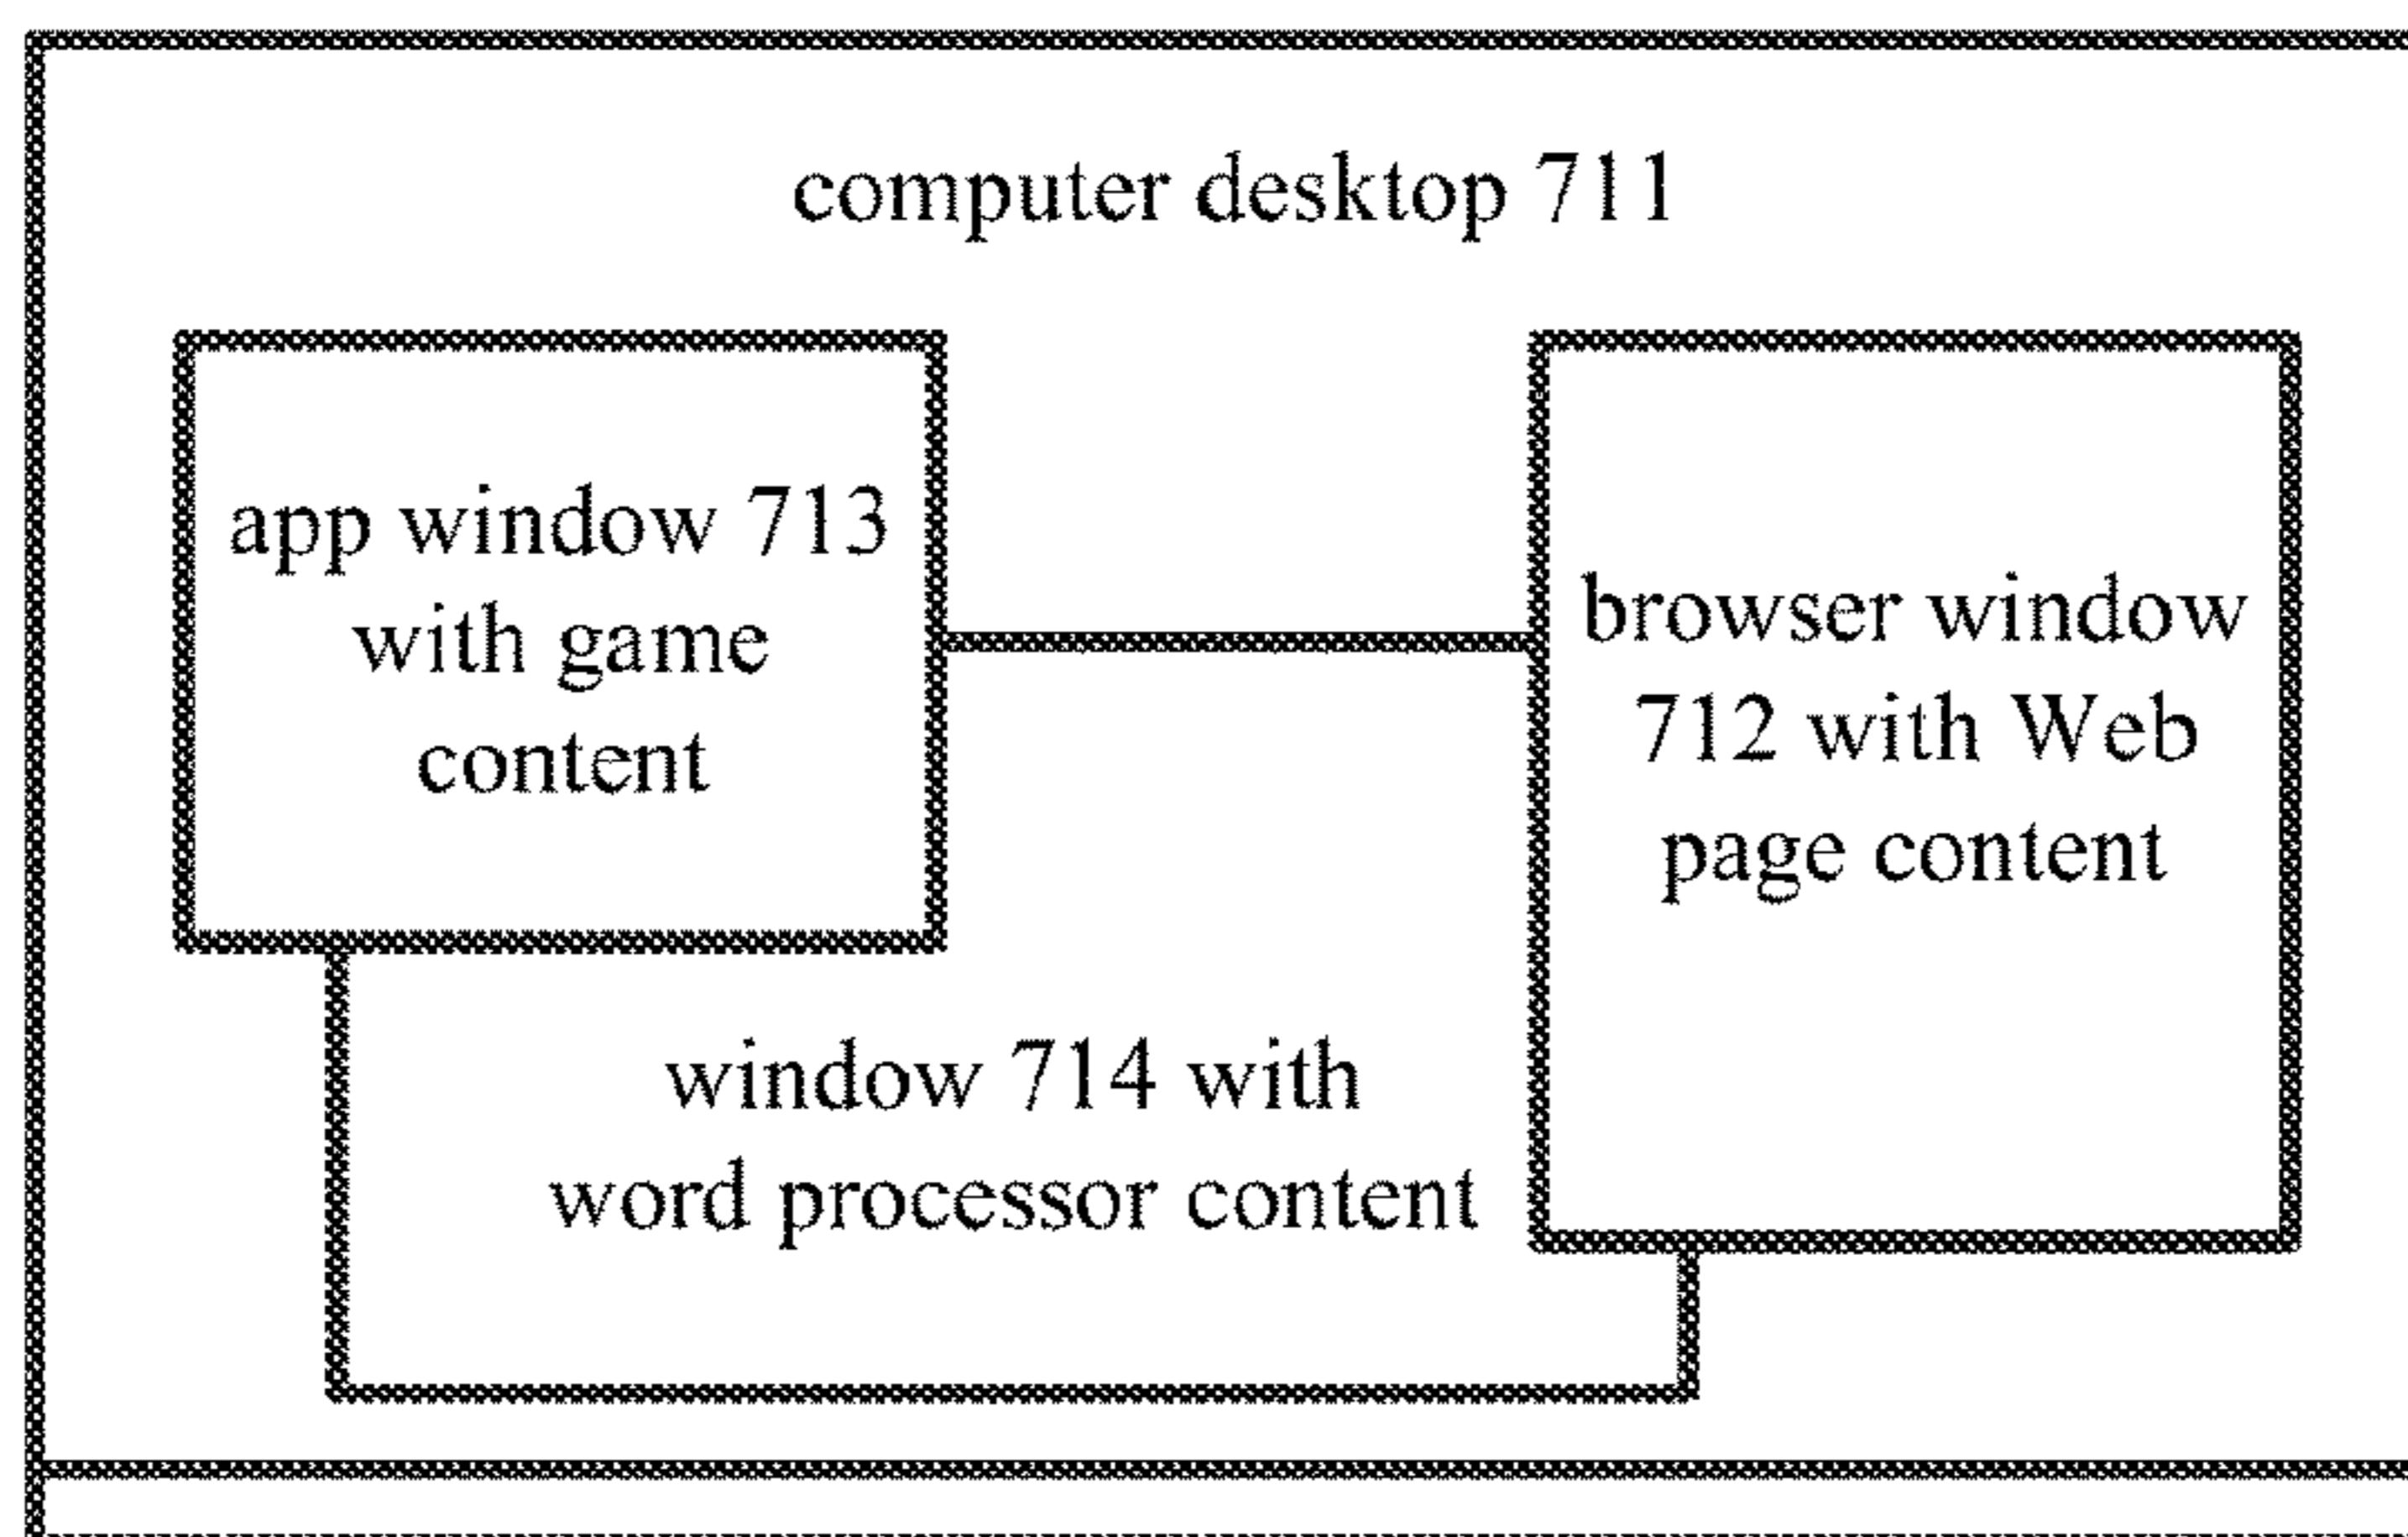 computer desktop 711
app window 713
with game
content
browser window
712 with Web
page content
window 714 with
word processor content